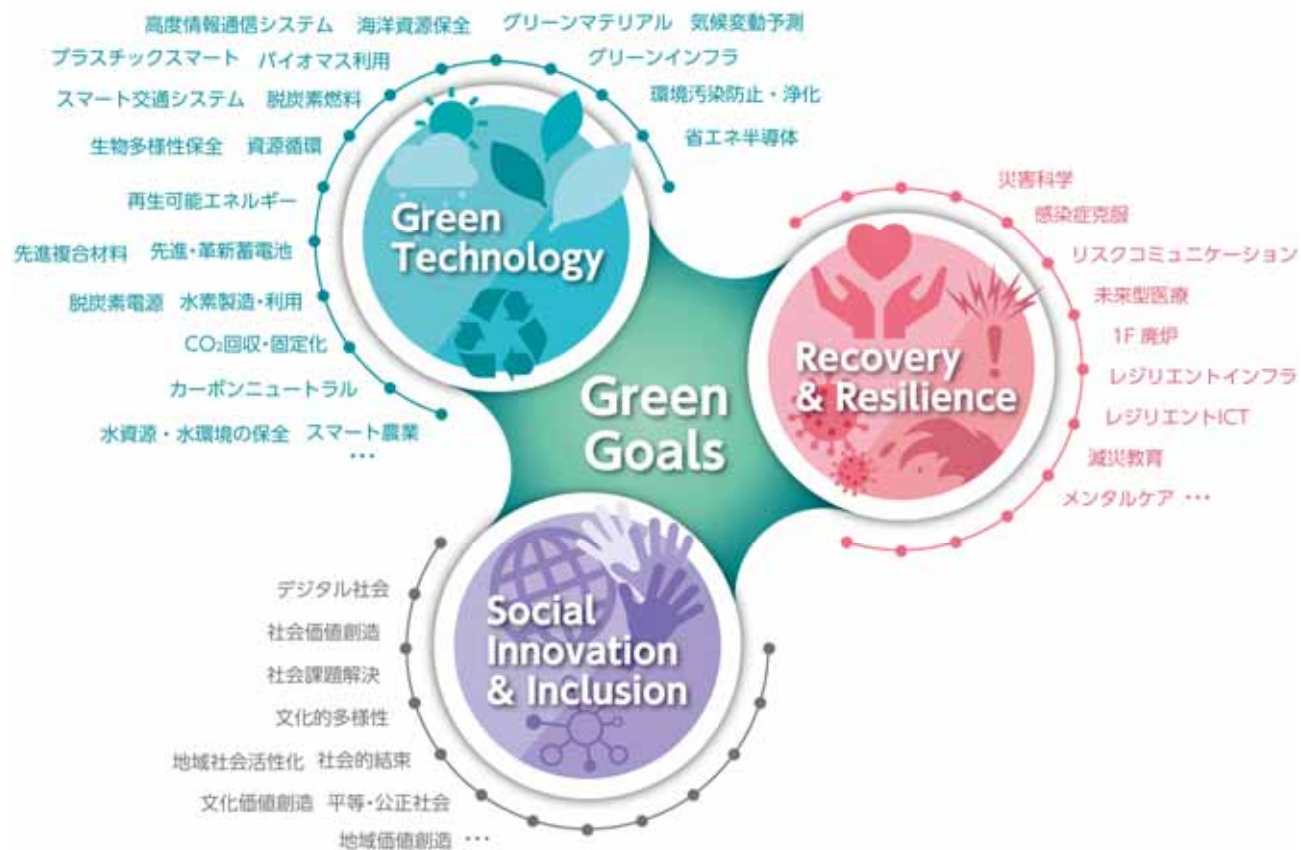 高度情報通信システム 海洋資源保全 グリーンマテリアル 気候変動予測
プラスチックスマート バイオマス利用 グリーンインフラ
スマート交通システム 脱炭素燃料 環境汚染防止・浄化
生物多様性保全 資源循環 省エネ半導体
再生可能エネルギー
先進複合材料 先進・革新蓄電池
脱炭素電源 水素製造・利用
CO₂回収・固定化
カーボンニュートラル
水資源・水環境の保全 スマート農業
…
Green
Technology
Green
Goals
災害科学
感染症克服
リスクコミュニケーション
未来型医療
1F 廃炉
レジリエントインフラ
レジリエントICT
減災教育
メンタルケア …
Recovery
& Resilience
デジタル社会
社会価値創造
社会課題解決
文化的多様性
地域社会活性化 社会的結束
文化価値創造 平等・公正社会
地域価値創造 …
Social
Innovation
& Inclusion